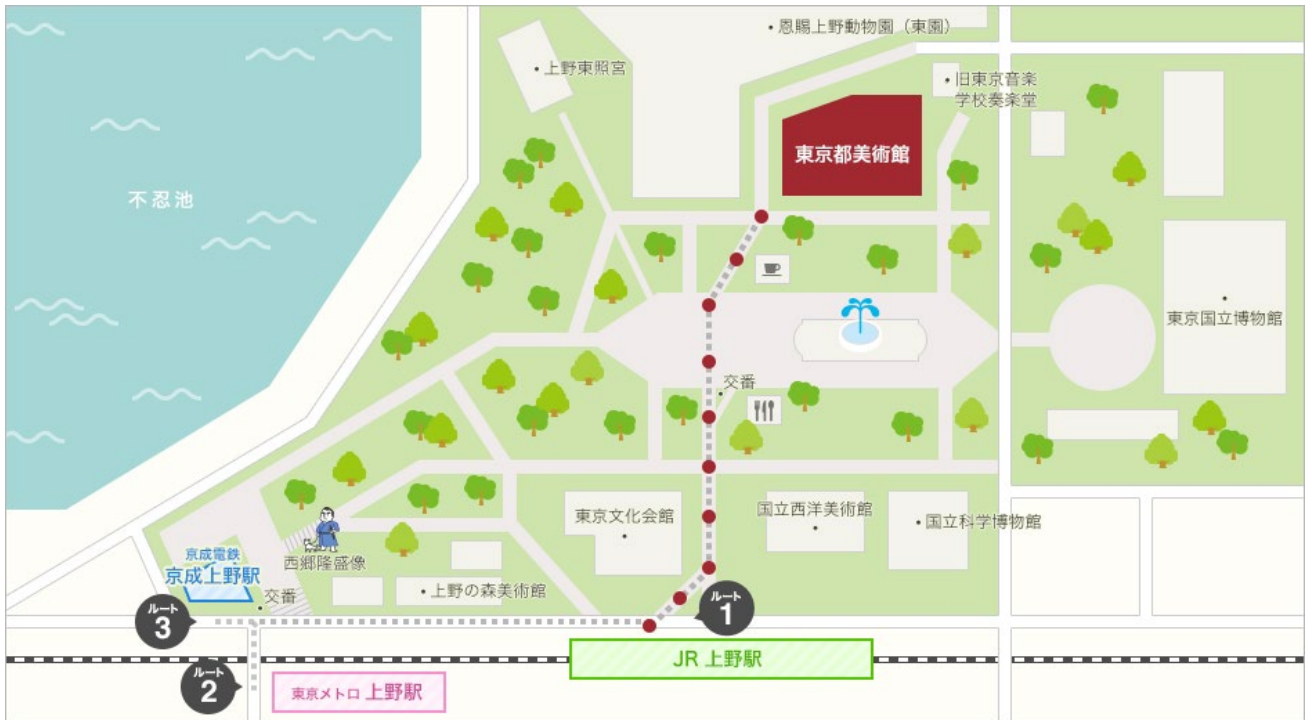 恩賜上野動物園（東園）
上野東照宮
旧東京音楽
学校奏楽堂
東京都美術館
不忍池
東京国立博物館
交番
東京文化会館
国立西洋美術館
国立科学博物館
京成電鉄
京成上野駅
西郷隆盛像
交番
上野の森美術館
ルート
1
ルート
3
JR 上野駅
ルート
2
東京メトロ 上野駅